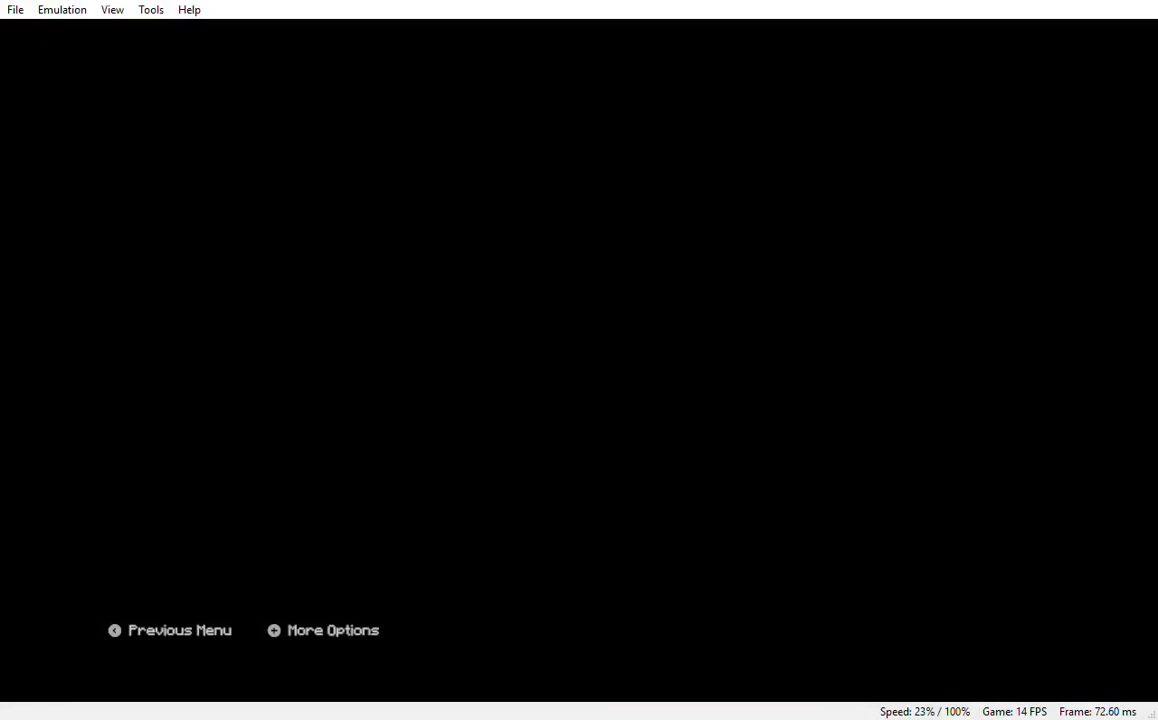 File Emulation View Tools Help
Previous Menu More Options
Speed: 23% / 100% Game: 14 FPS Frame: 72.60 ms